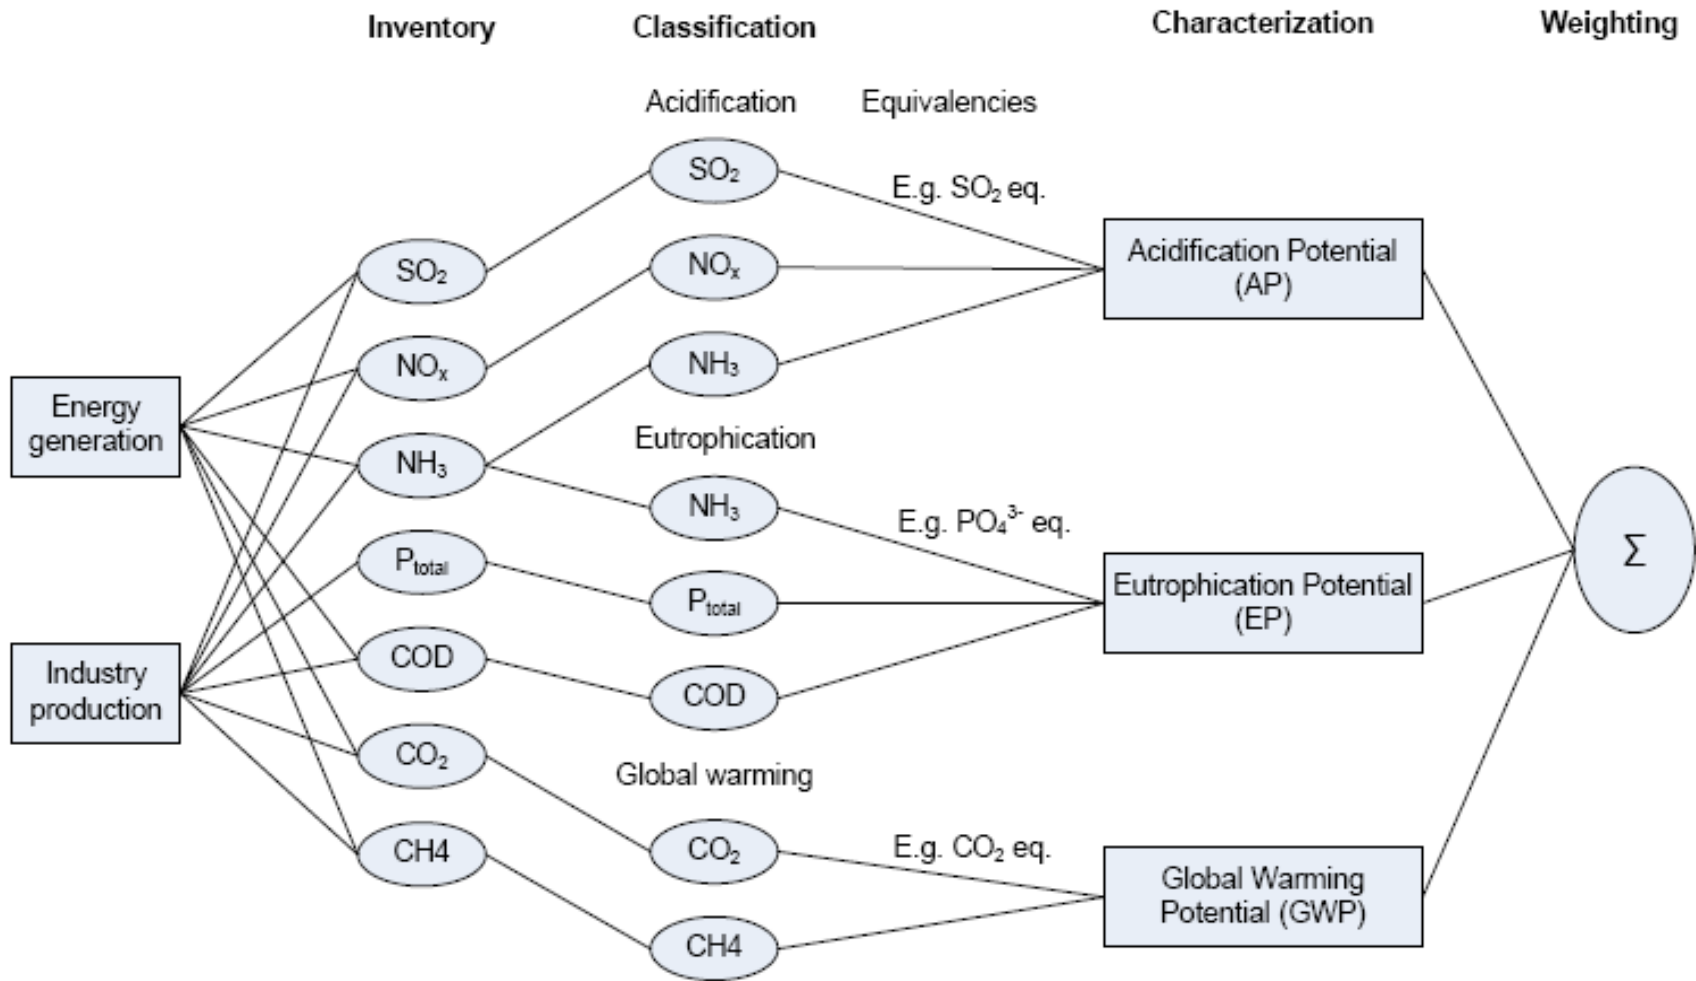 Inventory
Classification
Characterization
Weighting
Acidification
Equivalencies
SO₂
E.g. SO₂ eq.
NOₓ
NH₃
Acidification Potential
(AP)
SO₂
NOₓ
NH₃
P_total
COD
CO₂
CH4
Energy
generation
Industry
production
Eutrophication
NH₃
E.g. PO₄³⁻ eq.
P_total
COD
Eutrophication Potential
(EP)
Σ
Global warming
CO₂
E.g. CO₂ eq.
CH4
Global Warming
Potential (GWP)